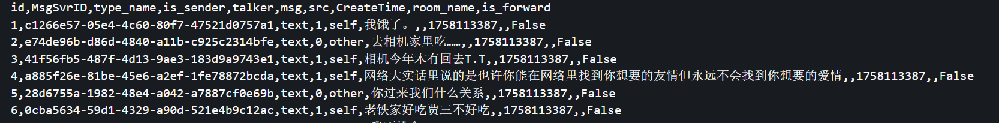 id,MsgSvrID,type_name,is_sender,talker,msg,src,CreateTime,room_name,is_forward
1,c1266e57-05e4-4c60-80f7-47521d0757a1,text,1,self,我饿了。,,1758113387,,False
2,e74de96b-d86d-4840-a11b-c925c2314bfe,text,0,other,去相机家里吃……,,1758113387,,False
3,41f56fb5-487f-4d13-9ae3-183d9a9743e1,text,1,self,相机今年木有回去T.T,,1758113387,,False
4,a885f26e-81be-45e6-a2ef-1fe78872bcda,text,1,self,网络大实话里说的是也许你能在网络里找到你想要的友情但永远不会找到你想要的爱情,,1758113387,,False
5,28d6755a-1982-48e4-a042-a7887cf0e69b,text,0,other,你过来我们什么关系,,1758113387,,False
6,0cba5634-59d1-4329-a90d-521e4b9c12ac,text,1,self,老铁家好吃贾三不好吃,,1758113387,,False